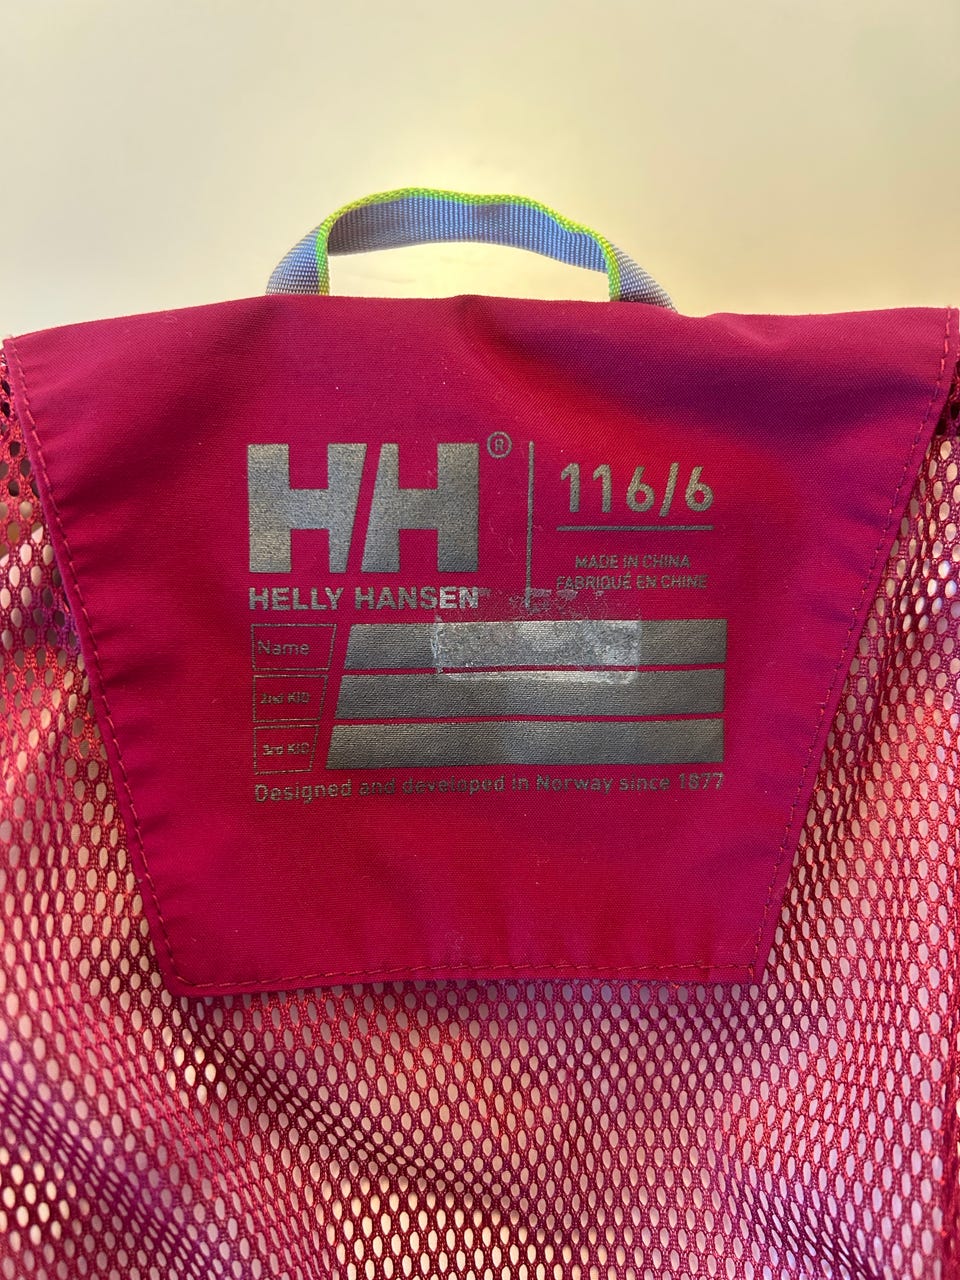 HH®
HELLY HANSEN
116/6
MADE IN CHINA
FABRIQUÉ EN CHINE
Name
2nd KID
3rd KID
Designed and developed in Norway since 1877